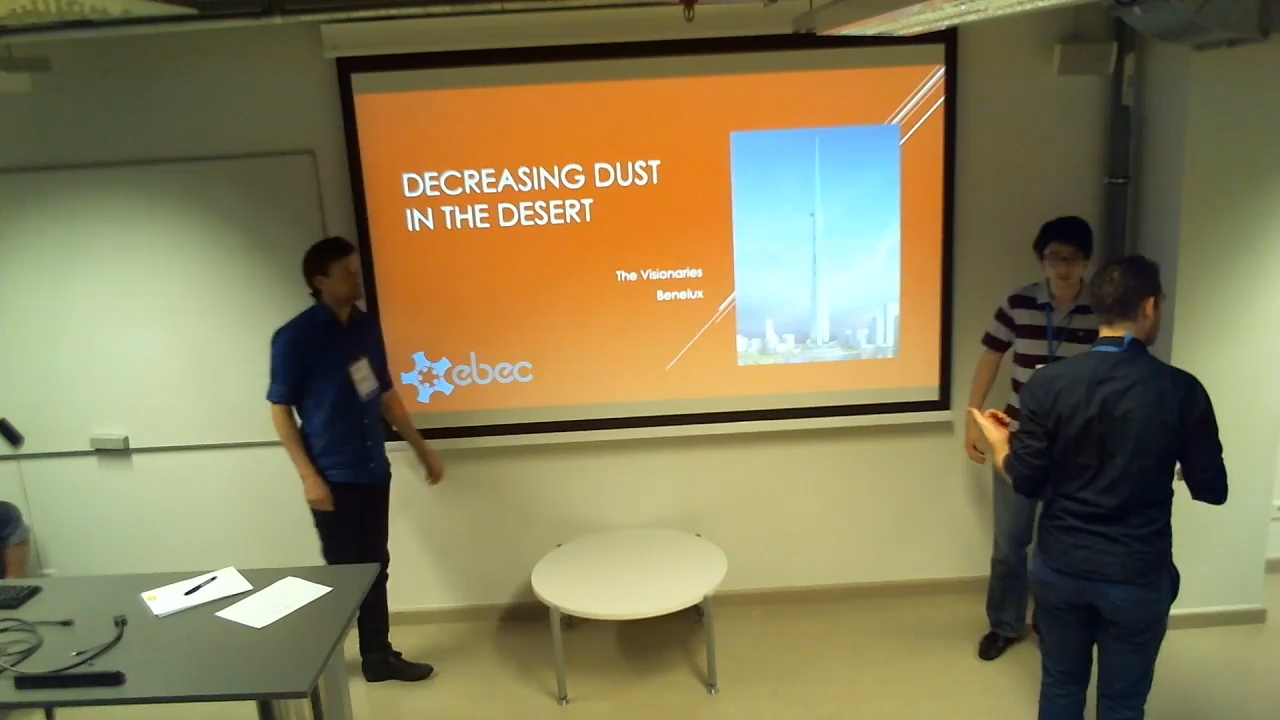 DECREASING DUST
IN THE DESERT
The Visionaries
Benelux
ebec